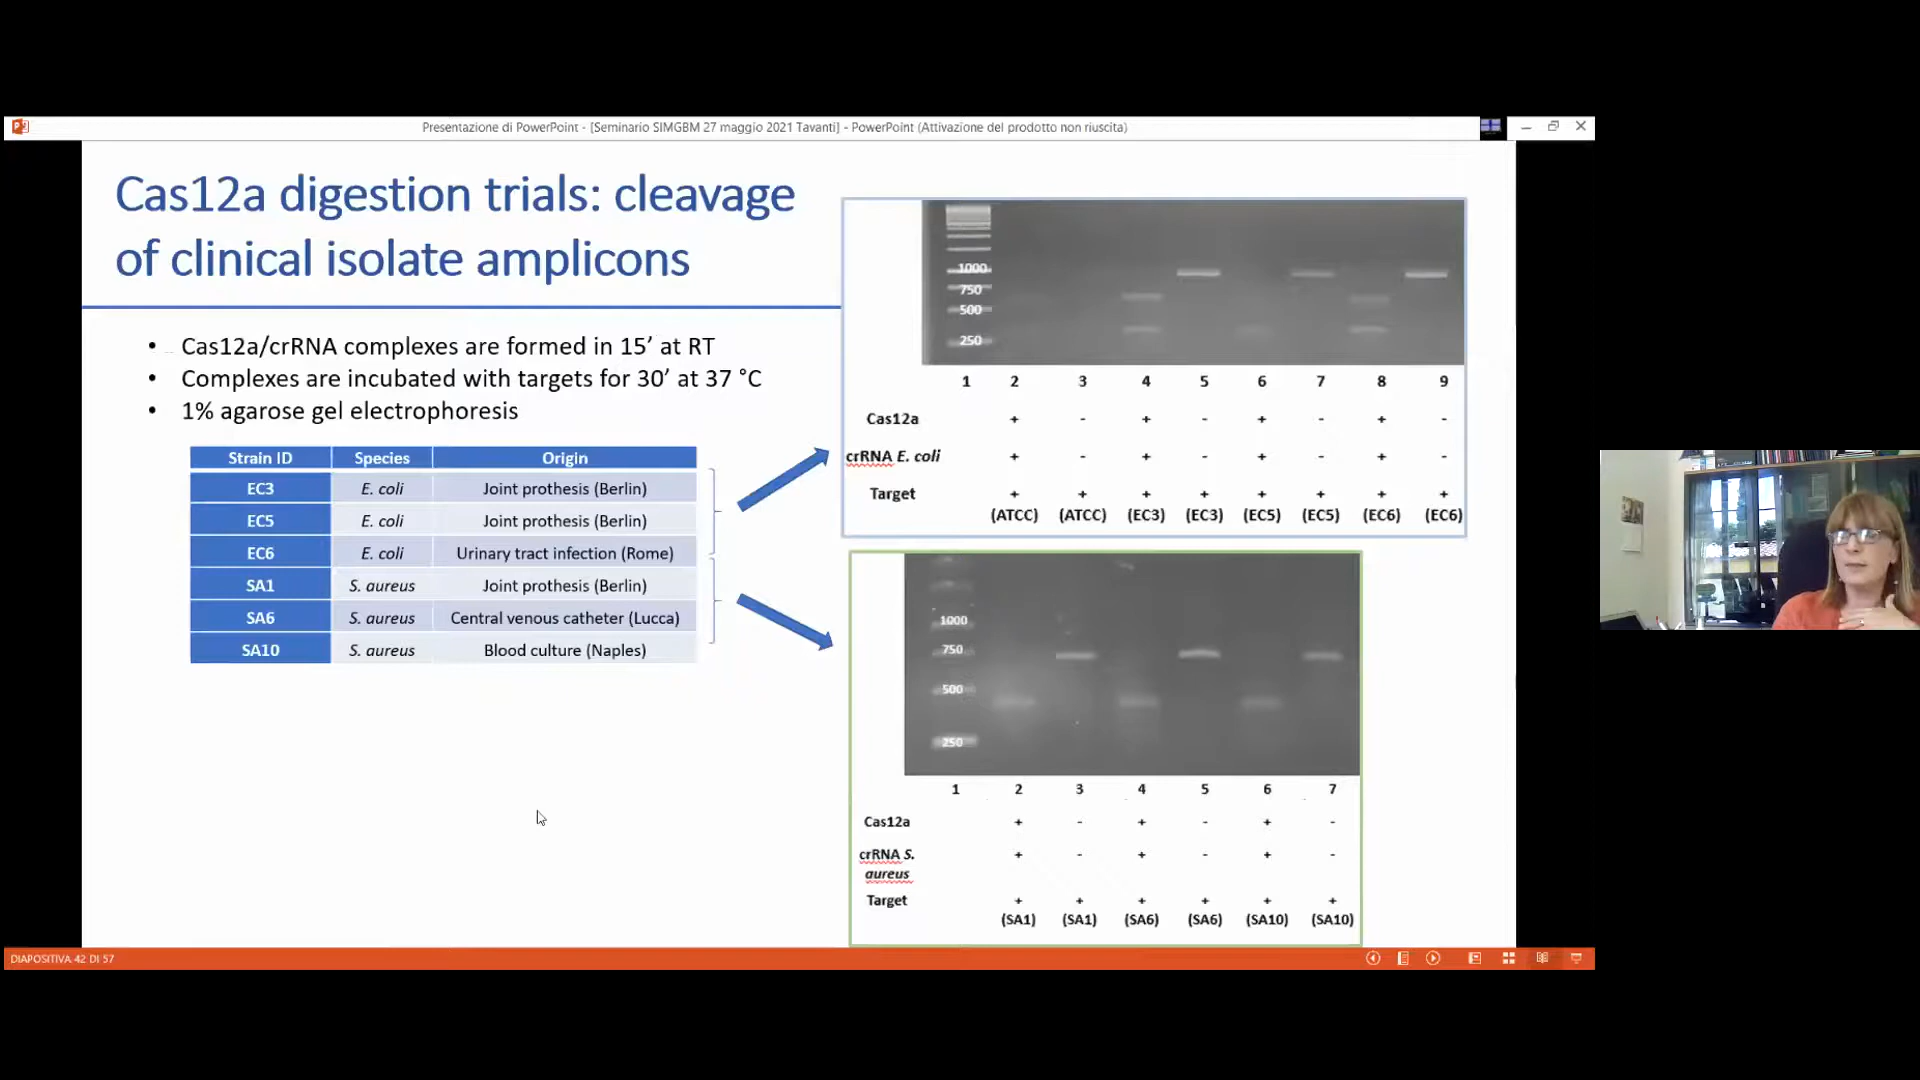 Presentazione di PowerPoint - [Seminario SIMGBM 27 maggio 2021 Tavanti] - PowerPoint (Attivazione del prodotto non riuscita)
Cas12a digestion trials: cleavage
of clinical isolate amplicons
• Cas12a/crRNA complexes are formed in 15’ at RT
• Complexes are incubated with targets for 30’ at 37 °C
• 1% agarose gel electrophoresis
Strain ID Species Origin
EC3 E. coli Joint prothesis (Berlin)
EC5 E. coli Joint prothesis (Berlin)
EC6 E. coli Urinary tract infection (Rome)
SA1 S. aureus Joint prothesis (Berlin)
SA6 S. aureus Central venous catheter (Lucca)
SA10 S. aureus Blood culture (Naples)
1000
750
500
250
1 2 3 4 5 6 7 8 9
Cas12a + - + - + - + -
crRNA E. coli + - + - + - + -
Target + + + + + + + +
(ATCC) (ATCC) (EC3) (EC3) (EC5) (EC5) (EC6) (EC6)
1000
750
500
250
1 2 3 4 5 6 7
Cas12a + - + - + -
crRNA S. + - + - + -
aureus
Target + + + + + +
(SA1) (SA1) (SA6) (SA6) (SA10) (SA10)
DIAPOSITIVA 42 DI 57